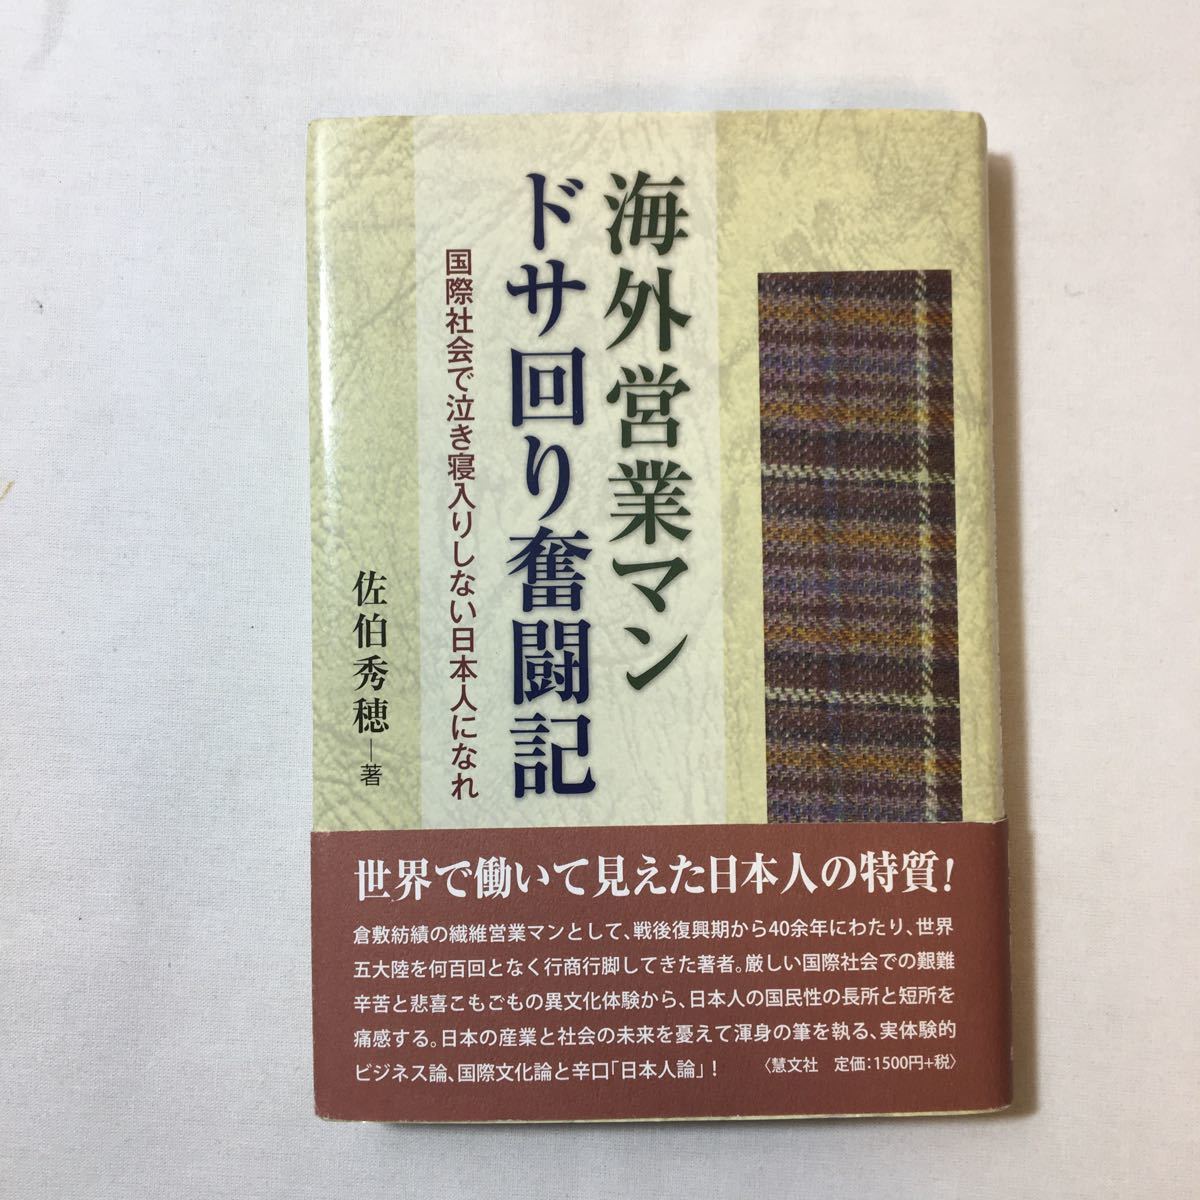 海外営業マン
ドサ回り奮闘記
国際社会で泣き寝入りしない日本人になれ
佐伯秀穂―著
世界で働いて見えた日本人の特質!
倉敷紡績の繊維営業マンとして、戦後復興期から40余年にわたり、世界
五大陸を何百回となく行商行脚してきた著者。厳しい国際社会での艱難
辛苦と悲喜こもごもの異文化体験から、日本人の国民性の長所と短所を
痛感する。日本の産業と社会の未来を憂えて渾身の筆を執る、実体験的
ビジネス論、国際文化論と辛口「日本人論」! 〈慧文社 定価:1500円+税〉